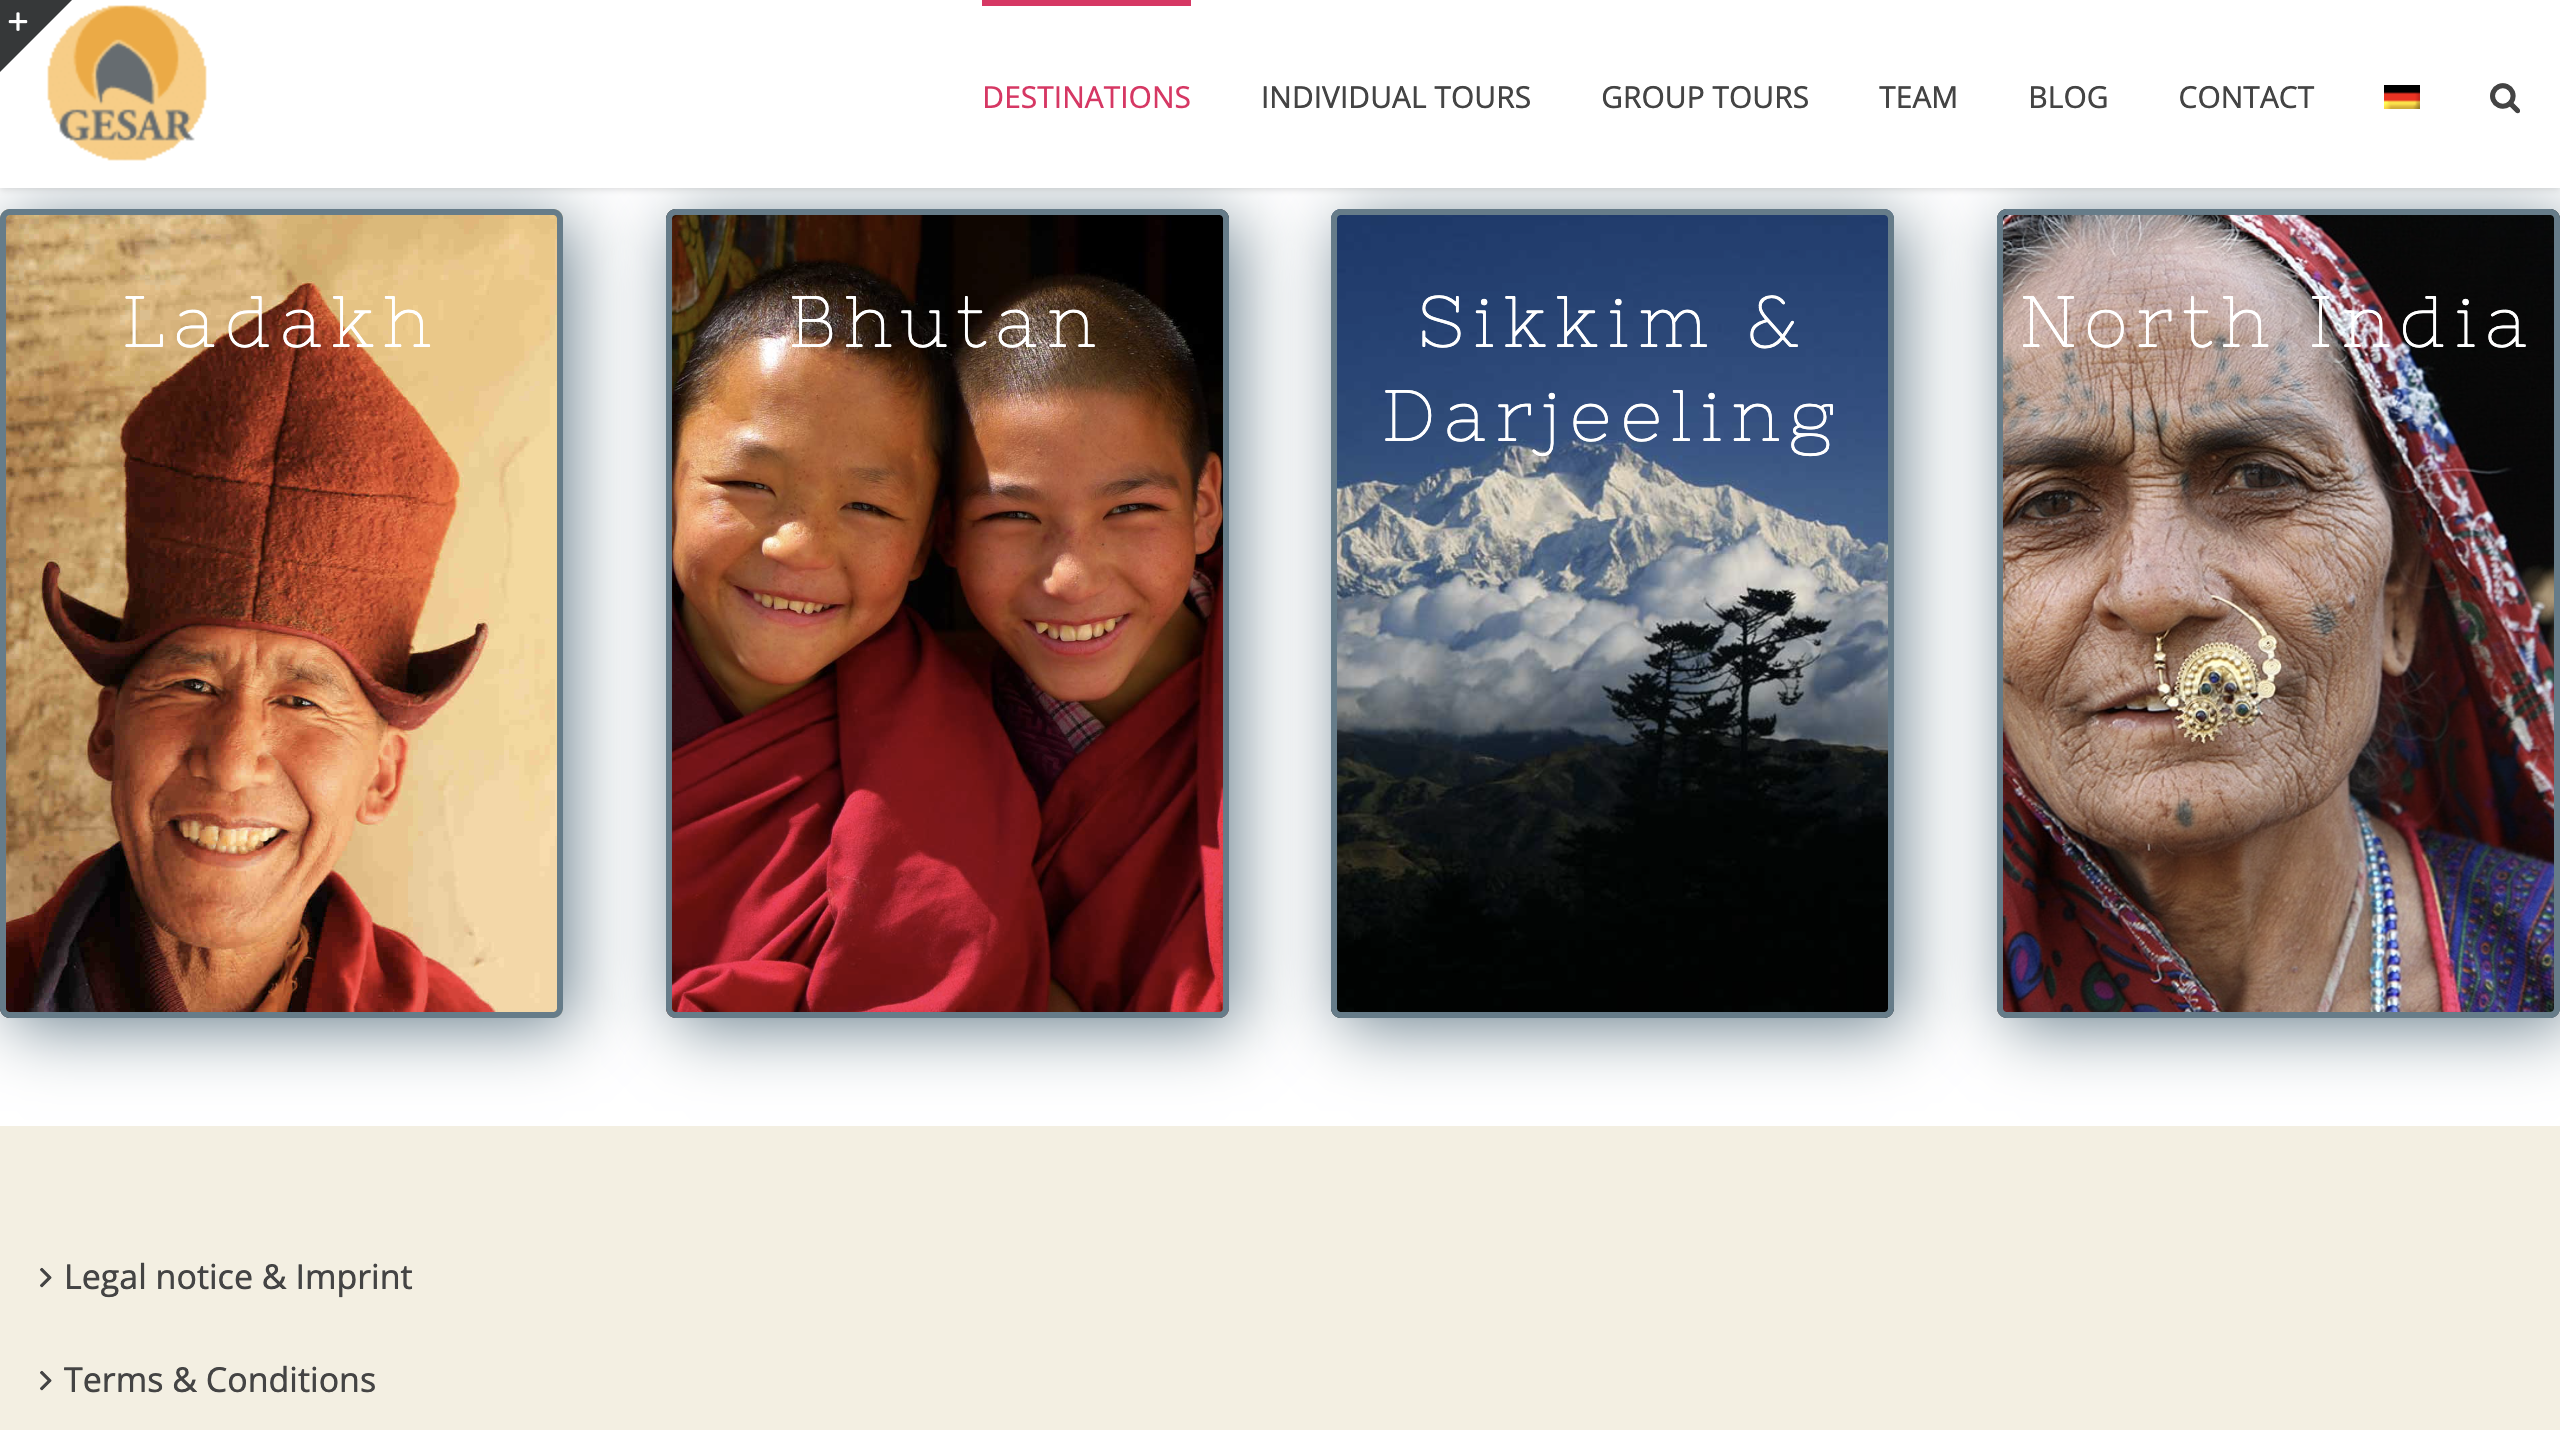 +
GESAR
DESTINATIONS INDIVIDUAL TOURS GROUP TOURS TEAM BLOG CONTACT
Ladakh
Bhutan
Sikkim &
Darjeeling
North India
Legal notice & Imprint
Terms & Conditions